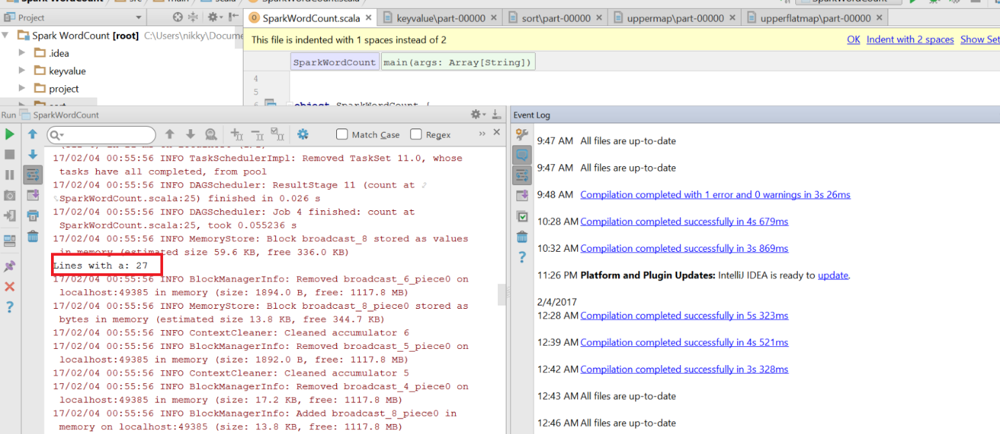 Project
SparkWordCount.scala
keyvalue\part-00000
sort\part-00000
uppermap\part-00000
upperflatmap\part-00000
Spark WordCount [root] C:\Users\nikky\Docume
This file is indented with 1 spaces instead of 2
OK Indent with 2 spaces Show Set
.idea
keyvalue
project
SparkWordCount
main(args: Array[String])
4
5
6
object SparkWordCount {
Run SparkWordCount
Match Case
Regex
17/02/04 00:55:56 INFO TaskSchedulerImpl: Removed TaskSet 11.0, whose
tasks have all completed, from pool
17/02/04 00:55:56 INFO DAGScheduler: ResultStage 11 (count at
SparkWordCount.scala:25) finished in 0.026 s
17/02/04 00:55:56 INFO DAGScheduler: Job 4 finished: count at
SparkWordCount.scala:25, took 0.055236 s
17/02/04 00:55:56 INFO MemoryStore: Block broadcast_8 stored as values
in memory (estimated size 59.6 KB, free 336.0 KB)
Lines with a: 27
17/02/04 00:55:56 INFO BlockManagerInfo: Removed broadcast_6_piece0 on
localhost:49385 in memory (size: 1894.0 B, free: 1117.8 MB)
17/02/04 00:55:56 INFO MemoryStore: Block broadcast_8_piece0 stored as
bytes in memory (estimated size 13.8 KB, free 344.7 KB)
17/02/04 00:55:56 INFO ContextCleaner: Cleaned accumulator 6
17/02/04 00:55:56 INFO BlockManagerInfo: Removed broadcast_5_piece0 on
localhost:49385 in memory (size: 1892.0 B, free: 1117.8 MB)
17/02/04 00:55:56 INFO ContextCleaner: Cleaned accumulator 5
17/02/04 00:55:56 INFO BlockManagerInfo: Removed broadcast_4_piece0 on
localhost:49385 in memory (size: 17.2 KB, free: 1117.8 MB)
17/02/04 00:55:56 INFO BlockManagerInfo: Added broadcast_8_piece0 in
memory on localhost:49385 (size: 13.8 KB, free: 1117.8 MB)
Event Log
9:47 AM All files are up-to-date
9:47 AM All files are up-to-date
9:48 AM Compilation completed with 1 error and 0 warnings in 3s 26ms
10:28 AM Compilation completed successfully in 4s 679ms
10:32 AM Compilation completed successfully in 3s 869ms
11:26 PM Platform and Plugin Updates: IntelliJ IDEA is ready to update.
2/4/2017
12:28 AM Compilation completed successfully in 5s 323ms
12:39 AM Compilation completed successfully in 4s 521ms
12:42 AM Compilation completed successfully in 3s 328ms
12:43 AM All files are up-to-date
12:46 AM All files are up-to-date